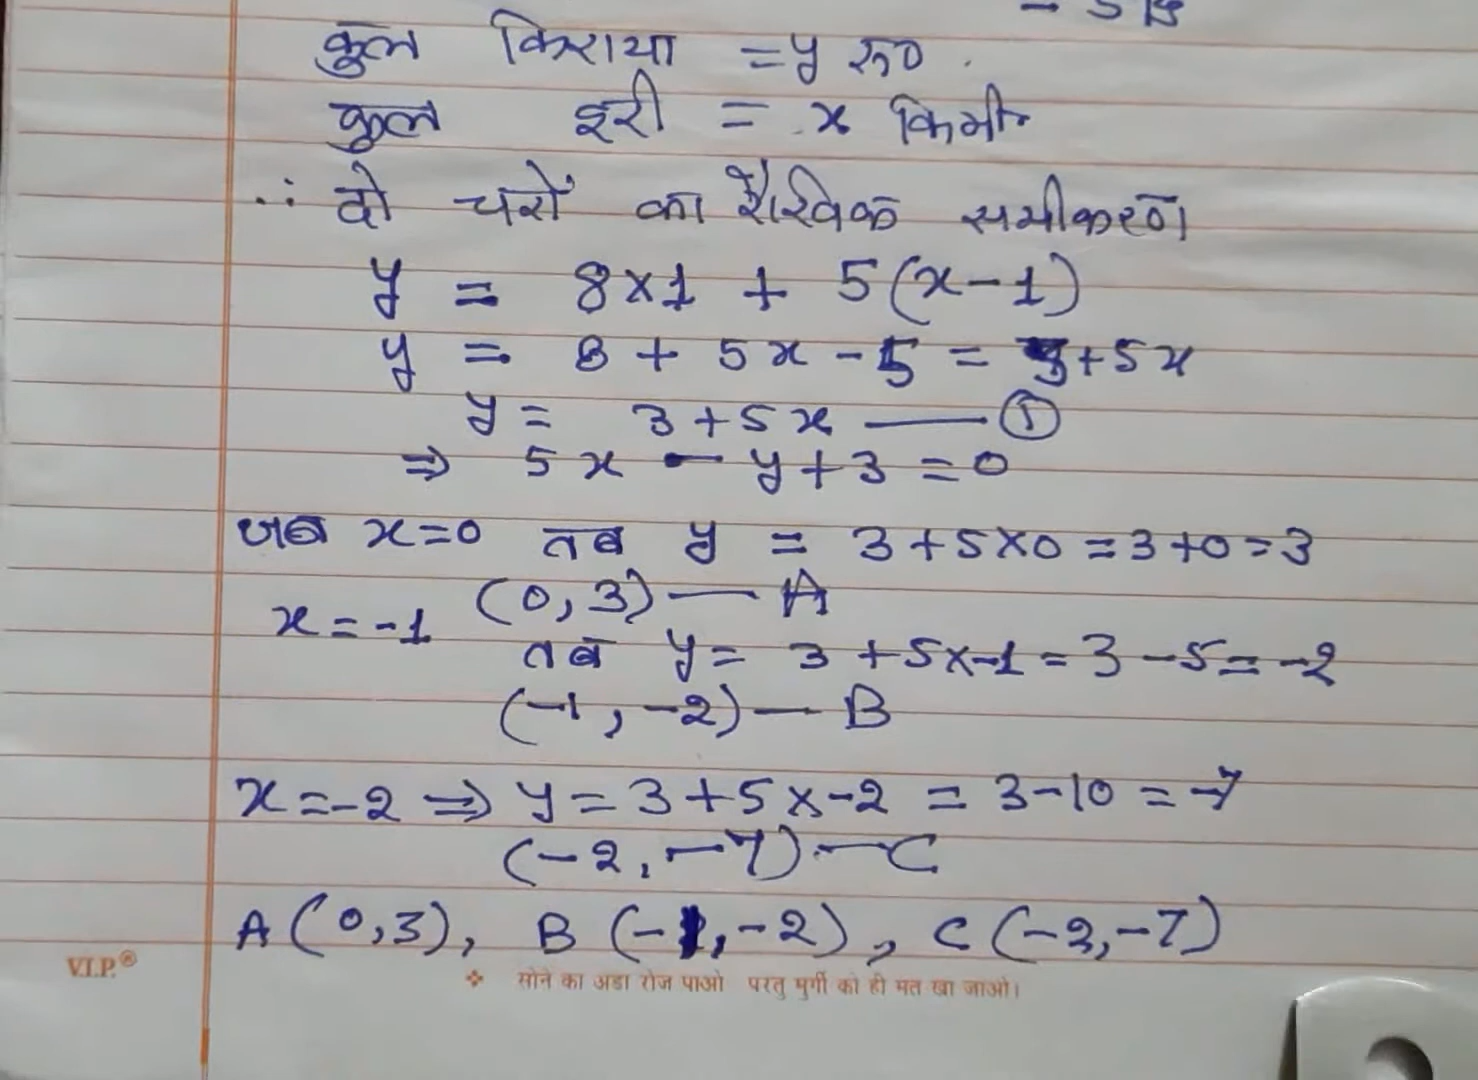 कुल किराया = y रू0.
कुल दूरी = x किमी॰
∴ दो चरों का रैखिक समीकरण।
y = 8×1 + 5(x-1)
y = 8 + 5x - 5 = 3+5x
y = 3+5x — ①
⇒ 5x - y + 3 = 0
जब x=0 तब y = 3+5×0 = 3+0=3
(0,3) — A
x = -1
तब y = 3 +5×-1 = 3 -5 = -2
(-1, -2) — B
x = -2 ⇒ y = 3+5×-2 = 3-10 = -7
(-2, -7) — C
A(0,3), B(-1,-2), C(-2,-7)
V.I.P.®
❖ सोने का अंडा रोज पाओ परंतु मुर्गी को ही मत खा जाओ।